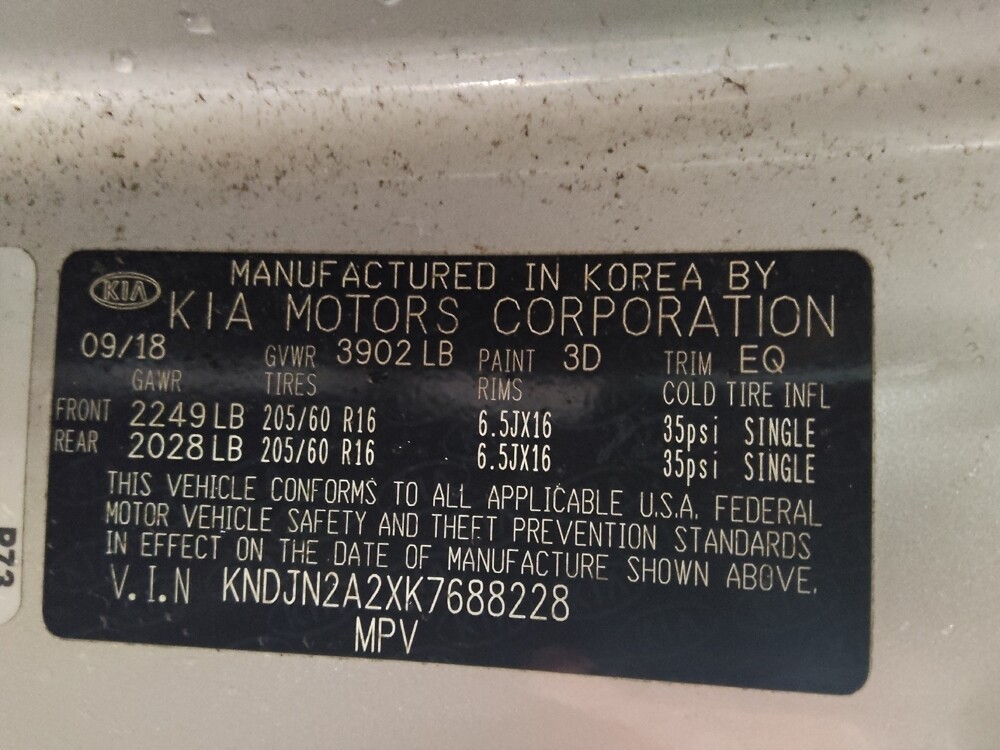 KIA
MANUFACTURED IN KOREA BY
KIA MOTORS CORPORATION
09/18 GVWR 3902 LB PAINT 3D TRIM EQ
GAWR TIRES RIMS COLD TIRE INFL
FRONT 2249 LB 205/60 R16 6.5JX16 35psi SINGLE
REAR 2028 LB 205/60 R16 6.5JX16 35psi SINGLE
THIS VEHICLE CONFORMS TO ALL APPLICABLE U.S.A. FEDERAL
MOTOR VEHICLE SAFETY AND THEFT PREVENTION STANDARDS
IN EFFECT ON THE DATE OF MANUFACTURE SHOWN ABOVE.
V.I.N KNDJN2A2XK7688228
MPV